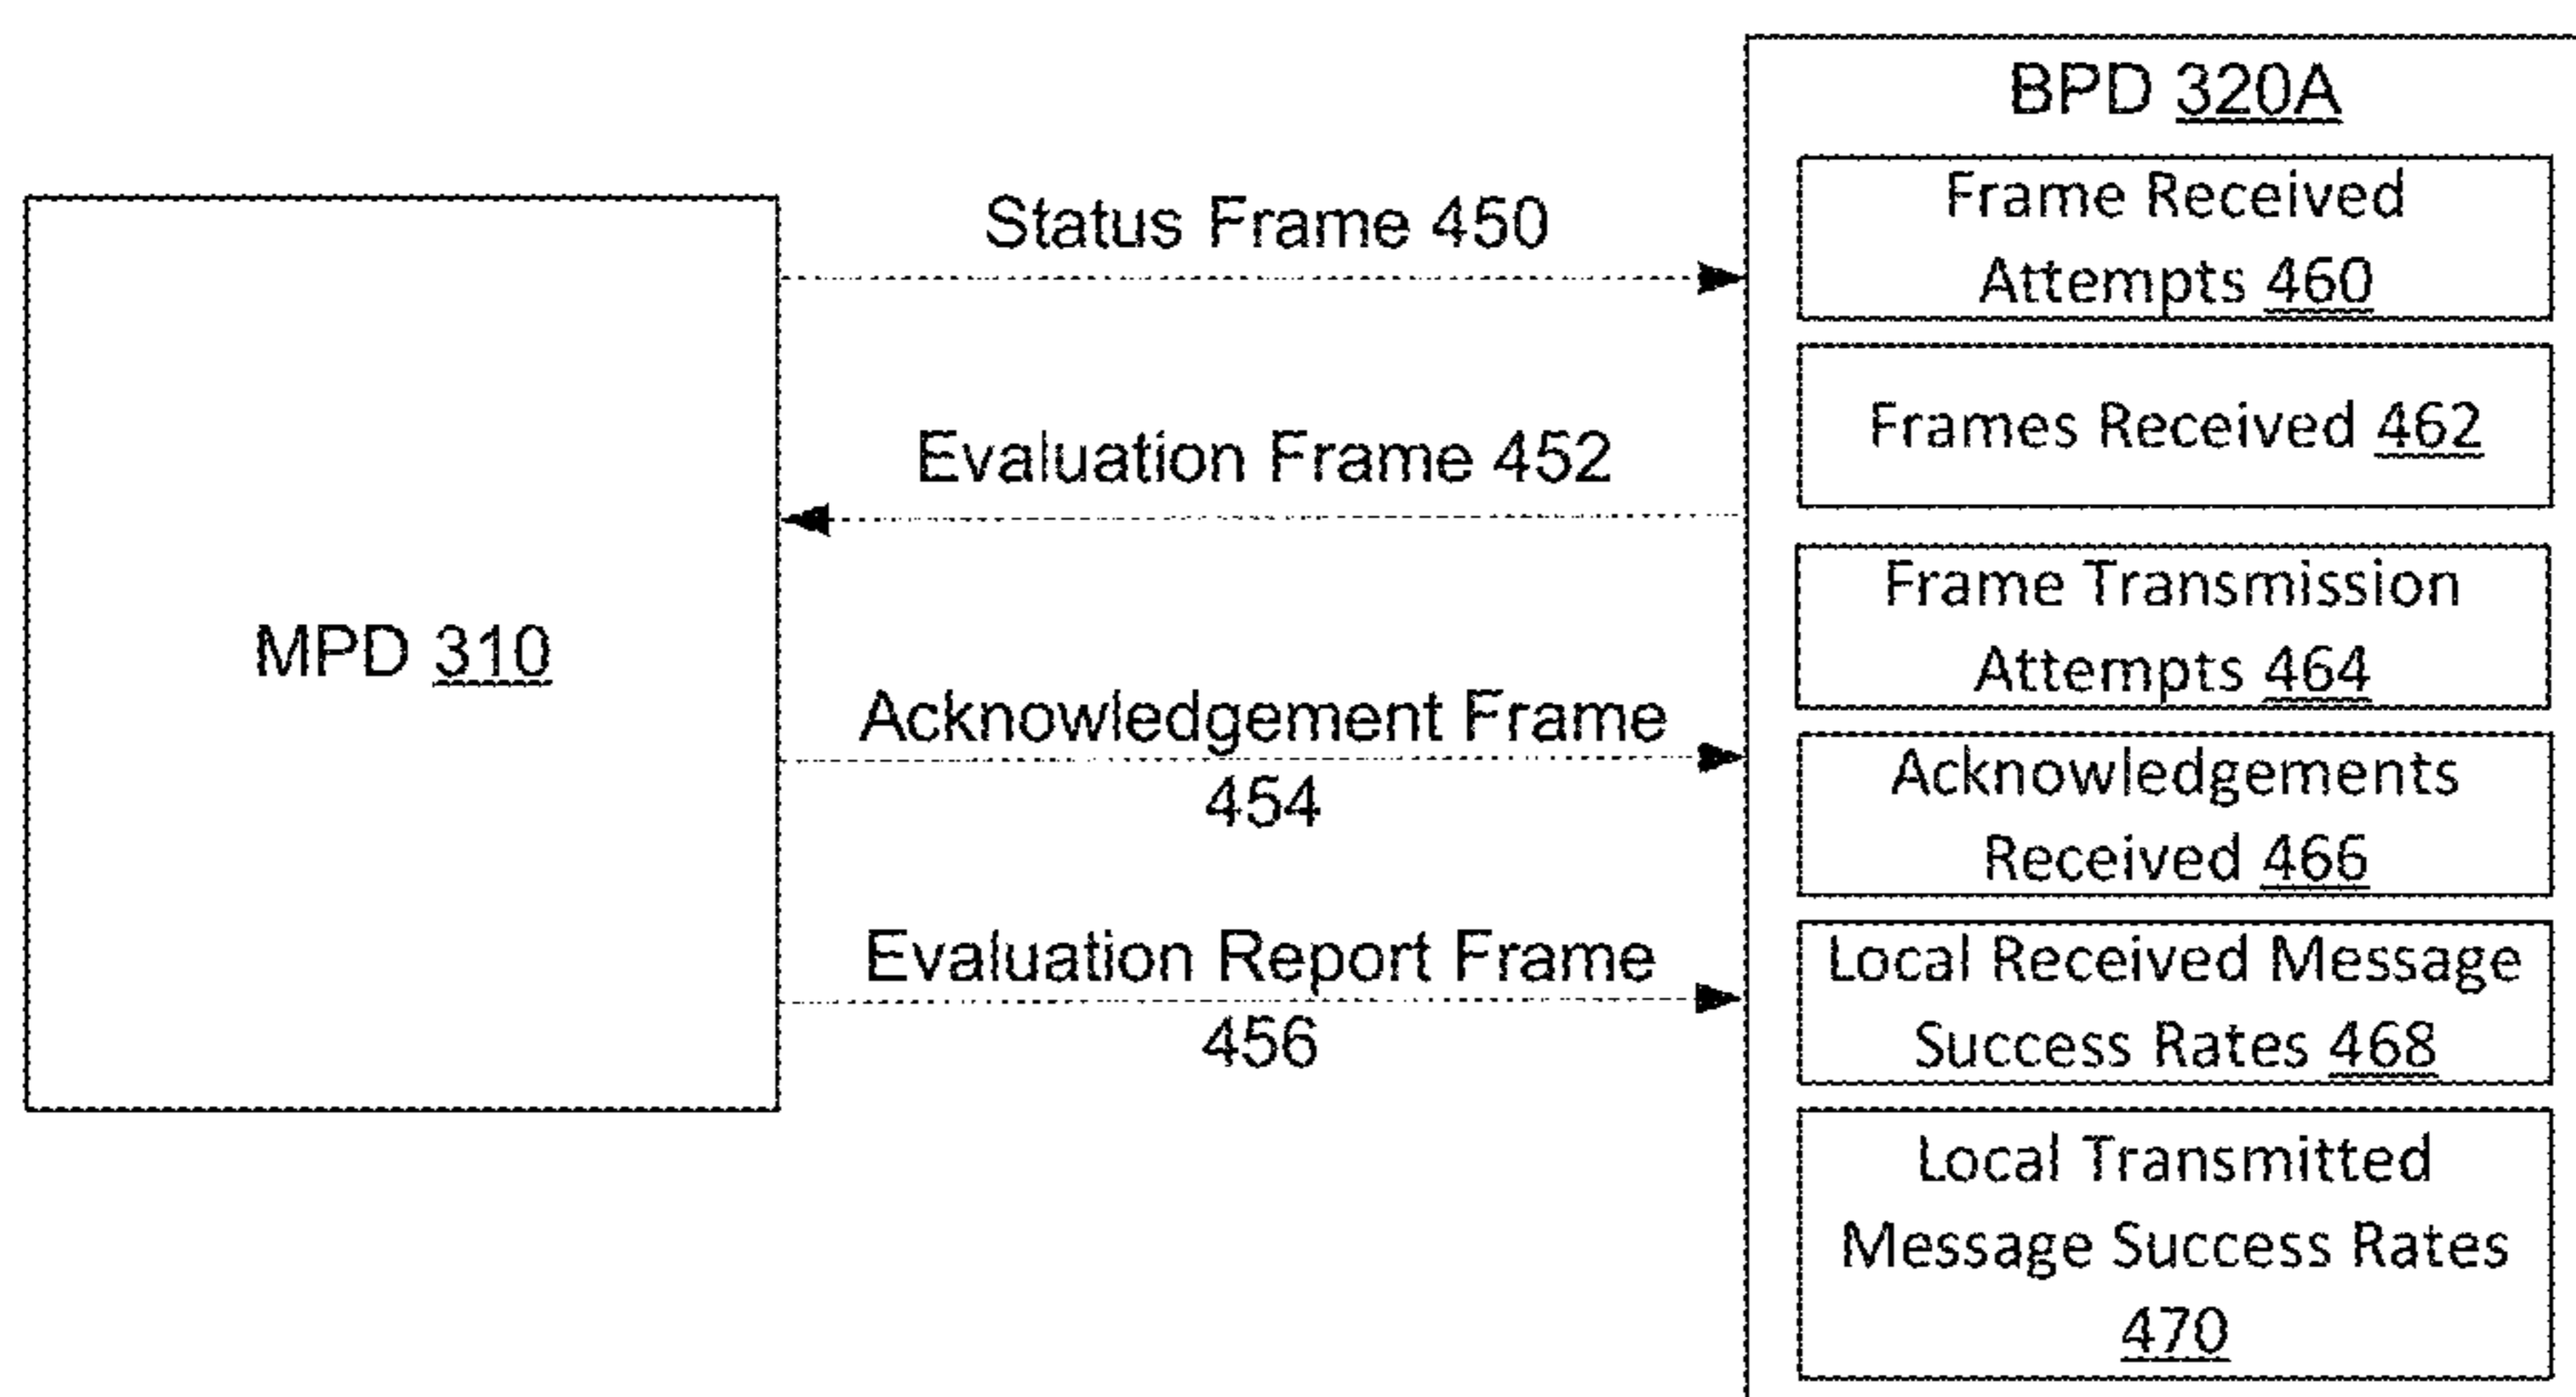 MPD 310
Status Frame 450
Evaluation Frame 452
Acknowledgement Frame
454
Evaluation Report Frame
456
BPD 320A
Frame Received
Attempts 460
Frames Received 462
Frame Transmission
Attempts 464
Acknowledgements
Received 466
Local Received Message
Success Rates 468
Local Transmitted
Message Success Rates
470